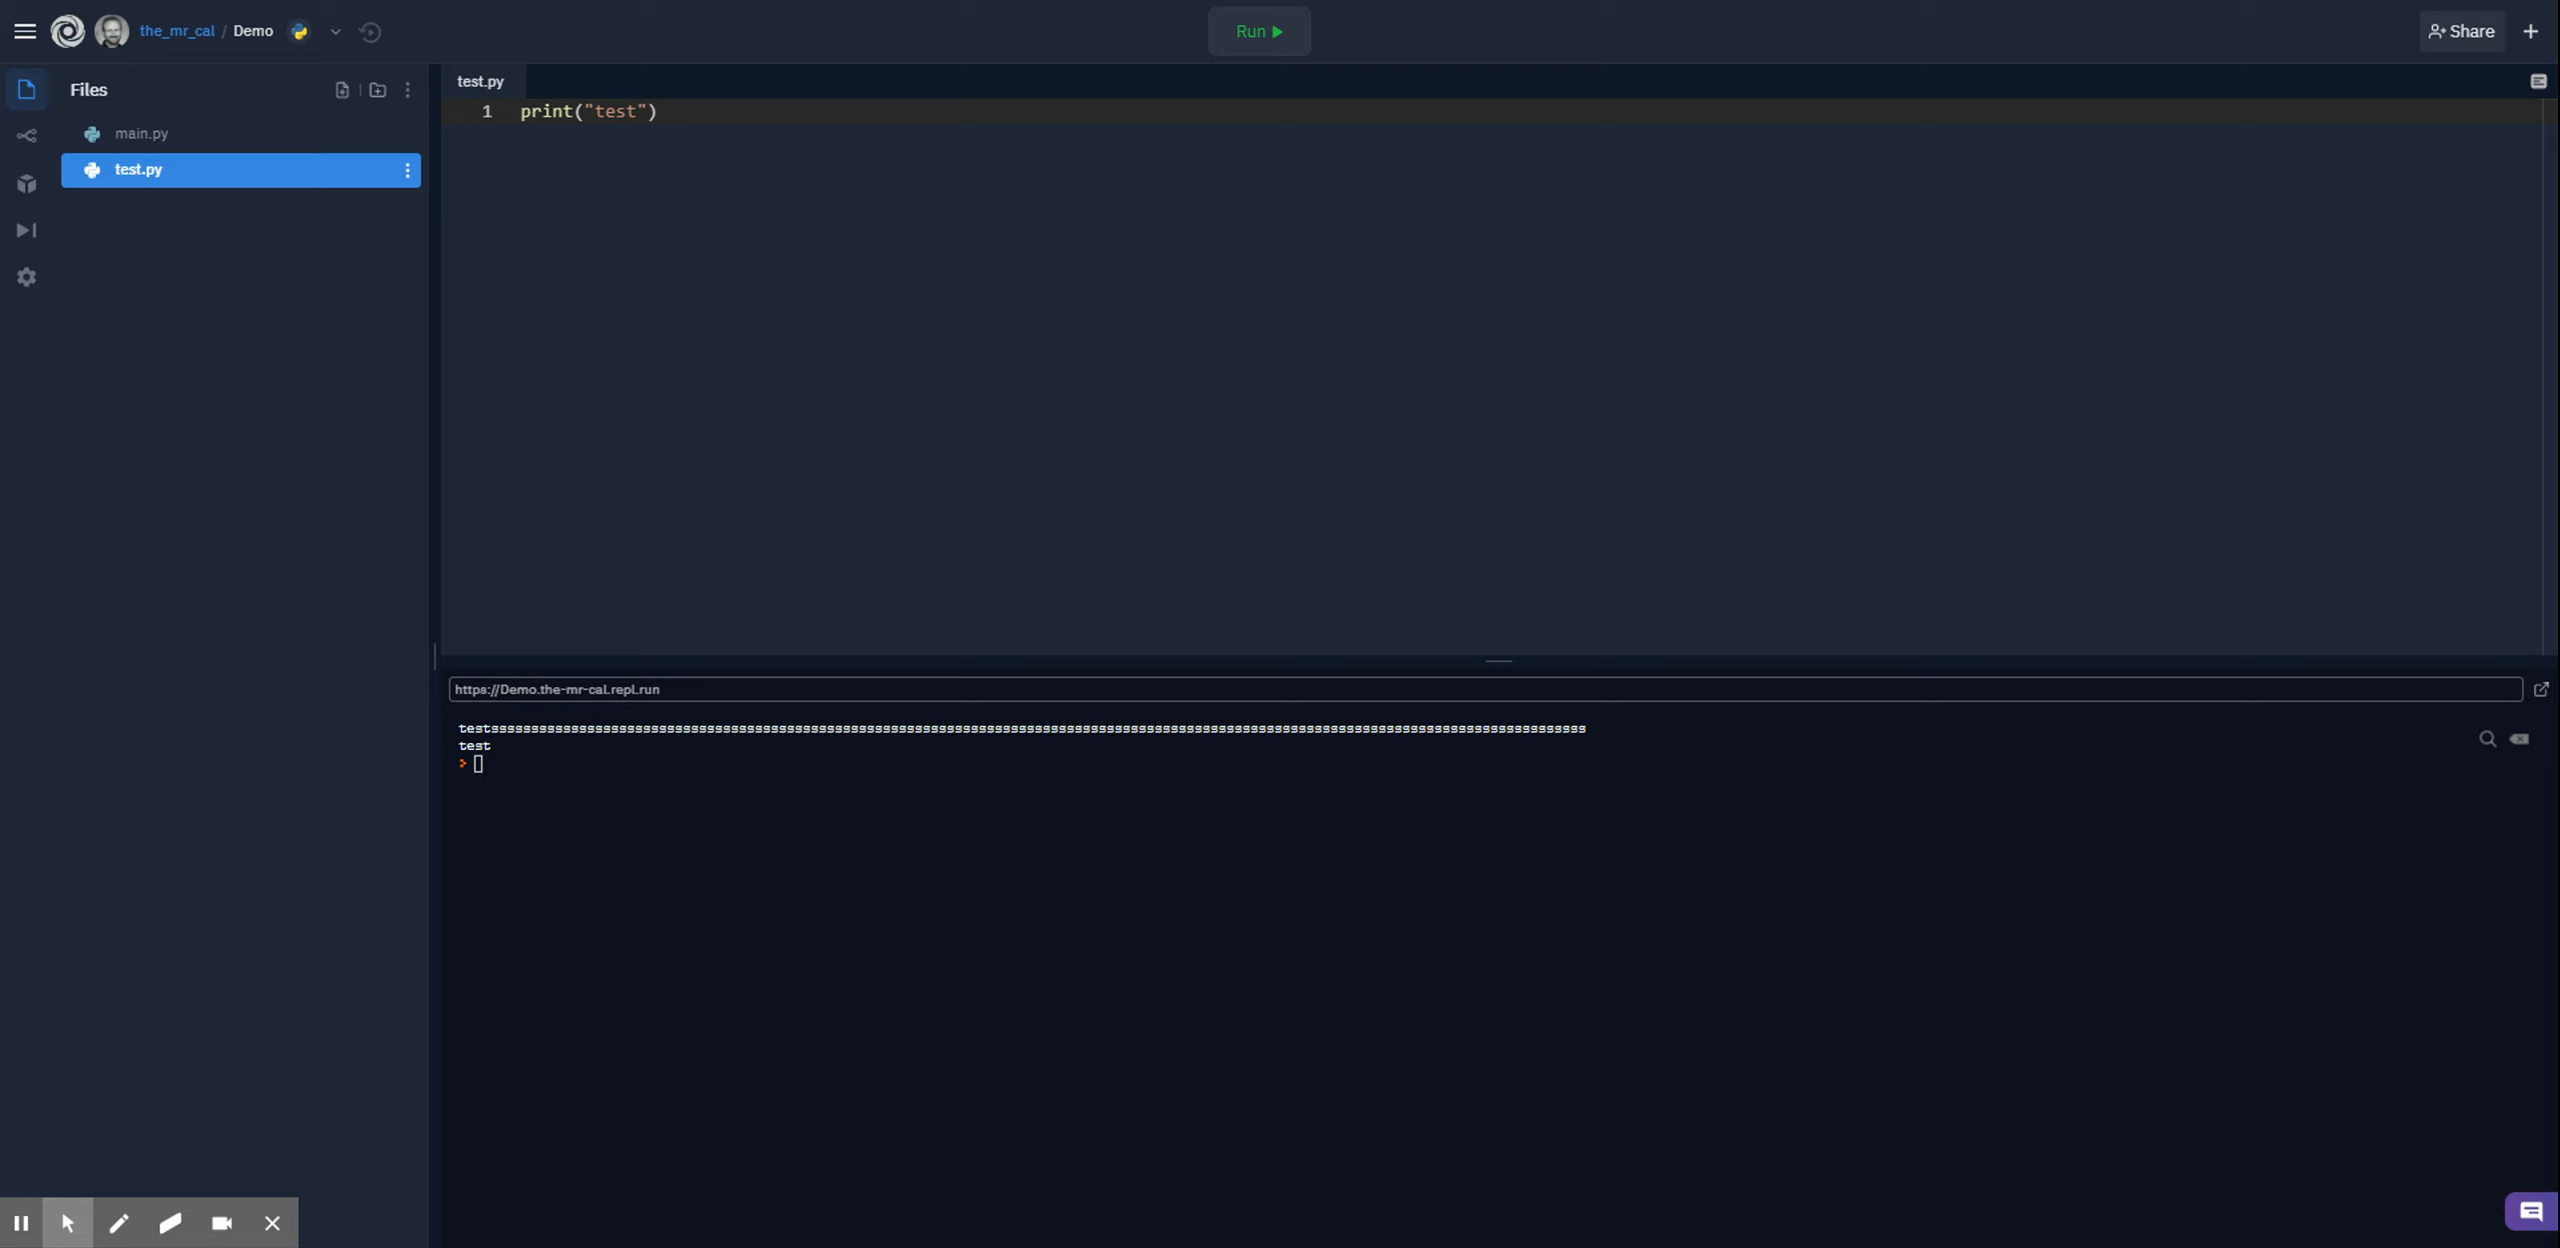 the_mr_cal / Demo
Run
Share
Files
main.py
test.py
test.py
1 print("test")
https://Demo.the-mr-cal.repl.run
testsssssssssssssssssssssssssssssssssssssssssssssssssssssssssssssssssssssssssssssssssssssssssssssssssssssssssssssssssssssssssssssssssssssssss
test
>